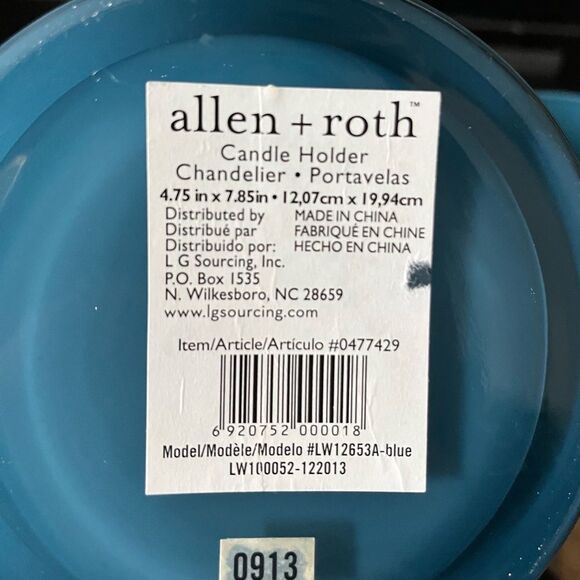 allen + roth™
Candle Holder
Chandelier • Portavelas
4.75 in x 7.85in • 12,07cm x 19,94cm
Distributed by MADE IN CHINA
Distribué par FABRIQUÉ EN CHINE
Distribuido por: HECHO EN CHINA
L G Sourcing, Inc.
P.O. Box 1535
N. Wilkesboro, NC 28659
www.lgsourcing.com
Item/Article/Artículo #0477429
6 920752 000018
Model/Modèle/Modelo #LW12653A-blue
LW100052-122013
0913